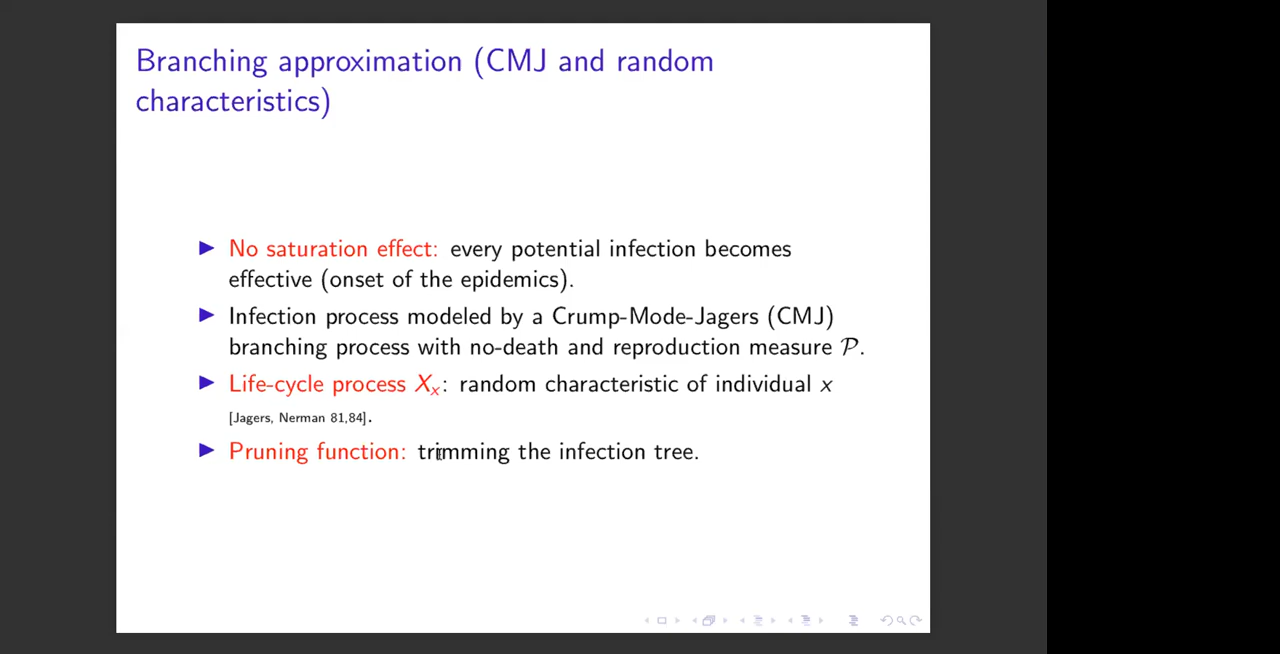 Branching approximation (CMJ and random
characteristics)
▶ No saturation effect: every potential infection becomes
effective (onset of the epidemics).
▶ Infection process modeled by a Crump-Mode-Jagers (CMJ)
branching process with no-death and reproduction measure 𝒫.
▶ Life-cycle process Xₓ: random characteristic of individual x
[Jagers, Nerman 81,84].
▶ Pruning function: trimming the infection tree.